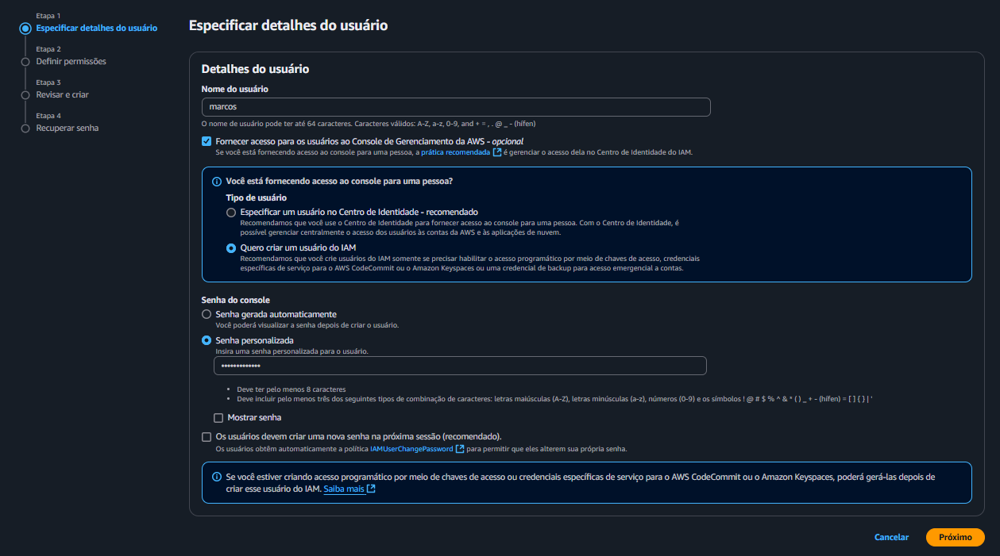 Etapa 1
Especificar detalhes do usuário
Etapa 2
Definir permissões
Etapa 3
Revisar e criar
Etapa 4
Recuperar senha
Especificar detalhes do usuário
Detalhes do usuário
Nome do usuário
marcos
O nome de usuário pode ter até 64 caracteres. Caracteres válidos: A-Z, a-z, 0-9, and + = , . @ _ - (hífen)
Fornecer acesso para os usuários ao Console de Gerenciamento da AWS - opcional
Se você está fornecendo acesso ao console para uma pessoa, a prática recomendada é gerenciar o acesso dela no Centro de Identidade do IAM.
Você está fornecendo acesso ao console para uma pessoa?
Tipo de usuário
Especificar um usuário no Centro de Identidade - recomendado
Recomendamos que você use o Centro de Identidade para fornecer acesso ao console para uma pessoa. Com o Centro de Identidade, é
possível gerenciar centralmente o acesso dos usuários às contas da AWS e às aplicações de nuvem.
Quero criar um usuário do IAM
Recomendamos que você crie usuários do IAM somente se precisar habilitar o acesso programático por meio de chaves de acesso, credenciais
específicas de serviço para o AWS CodeCommit ou o Amazon Keyspaces ou uma credencial de backup para acesso emergencial a contas.
Senha do console
Senha gerada automaticamente
Você poderá visualizar a senha depois de criar o usuário.
Senha personalizada
Insira uma senha personalizada para o usuário.
•••••••••••••
• Deve ter pelo menos 8 caracteres
• Deve incluir pelo menos três dos seguintes tipos de combinação de caracteres: letras maiúsculas (A-Z), letras minúsculas (a-z), números (0-9) e os símbolos ! @ # $ % ^ & * ( ) _ + - (hífen) = [ ] { } | '
Mostrar senha
Os usuários devem criar uma nova senha na próxima sessão (recomendado).
Os usuários obtêm automaticamente a política IAMUserChangePassword para permitir que eles alterem sua própria senha.
Se você estiver criando acesso programático por meio de chaves de acesso ou credenciais específicas de serviço para o AWS CodeCommit ou o Amazon Keyspaces, poderá gerá-las depois de
criar esse usuário do IAM. Saiba mais
Cancelar
Próximo